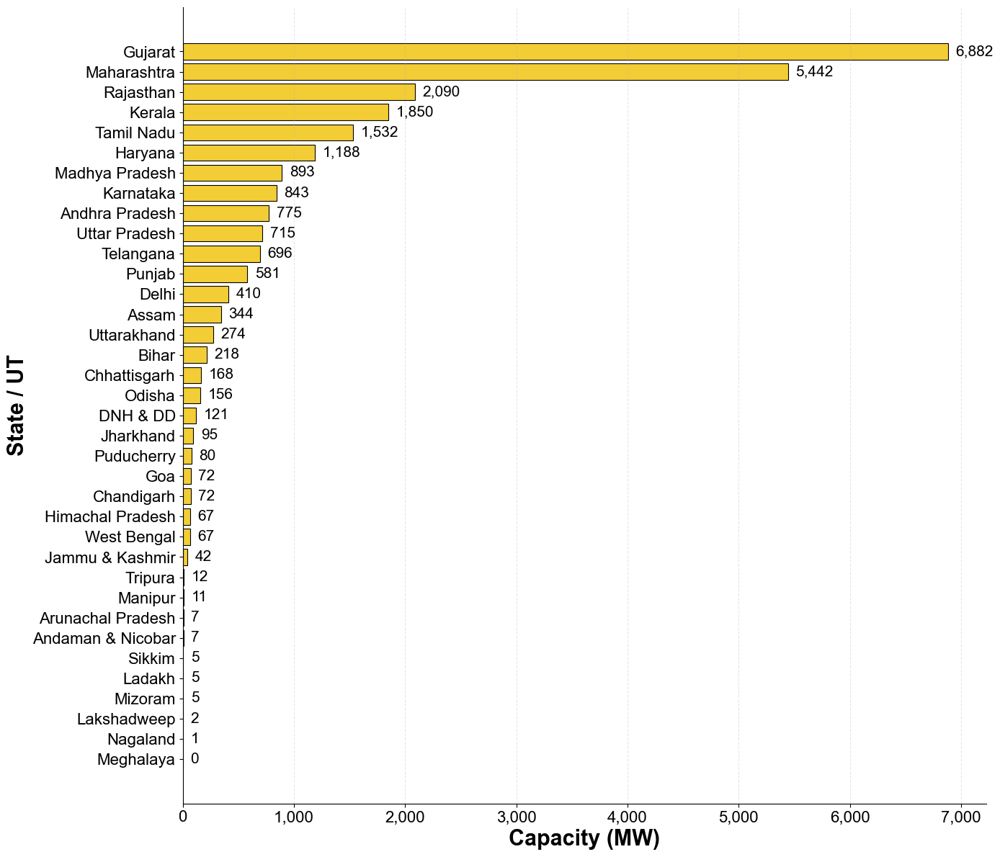 Gujarat 6,882
Maharashtra 5,442
Rajasthan 2,090
Kerala 1,850
Tamil Nadu 1,532
Haryana 1,188
Madhya Pradesh 893
Karnataka 843
Andhra Pradesh 775
Uttar Pradesh 715
Telangana 696
Punjab 581
Delhi 410
Assam 344
Uttarakhand 274
Bihar 218
Chhattisgarh 168
Odisha 156
DNH & DD 121
Jharkhand 95
Puducherry 80
Goa 72
Chandigarh 72
Himachal Pradesh 67
West Bengal 67
Jammu & Kashmir 42
Tripura 12
Manipur 11
Arunachal Pradesh 7
Andaman & Nicobar 7
Sikkim 5
Ladakh 5
Mizoram 5
Lakshadweep 2
Nagaland 1
Meghalaya 0
State / UT
0 1,000 2,000 3,000 4,000 5,000 6,000 7,000
Capacity (MW)